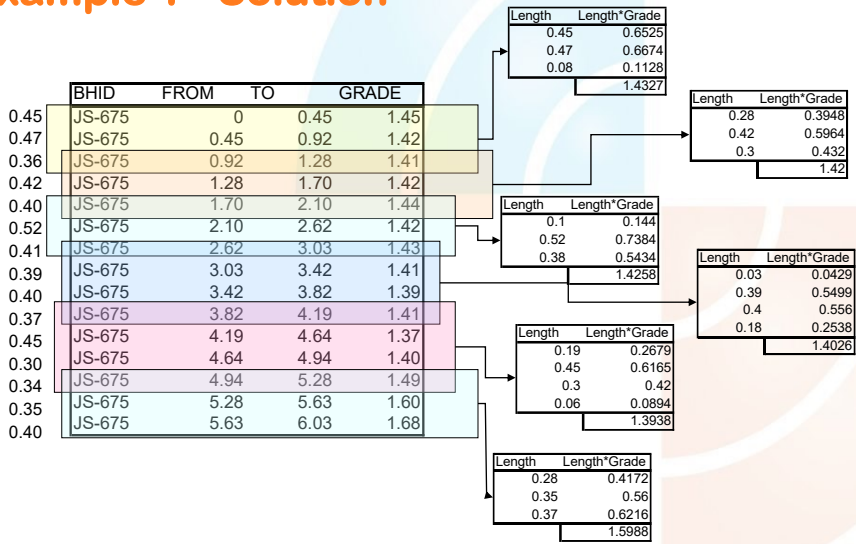 xample Solution
Length Length*Grade
0.45 0.6525
0.47 0.6674
0.08 0.1128
1.4327
BHID FROM TO GRADE
0.45 JS-675 0 0.45 1.45
0.47 JS-675 0.45 0.92 1.42
0.36 JS-675 0.92 1.28 1.41
0.42 JS-675 1.28 1.70 1.42
0.40 JS-675 1.70 2.10 1.44
0.52 JS-675 2.10 2.62 1.42
0.41 JS-675 2.62 3.03 1.43
0.39 JS-675 3.03 3.42 1.41
0.40 JS-675 3.42 3.82 1.39
0.37 JS-675 3.82 4.19 1.41
0.45 JS-675 4.19 4.64 1.37
0.30 JS-675 4.64 4.94 1.40
0.34 JS-675 4.94 5.28 1.49
0.35 JS-675 5.28 5.63 1.60
0.40 JS-675 5.63 6.03 1.68
Length Length*Grade
0.28 0.3948
0.42 0.5964
0.3 0.432
1.42
Length Length*Grade
0.1 0.144
0.52 0.7384
0.38 0.5434
1.4258
Length Length*Grade
0.03 0.0429
0.39 0.5499
0.4 0.556
0.18 0.2538
1.4026
Length Length*Grade
0.19 0.2679
0.45 0.6165
0.3 0.42
0.06 0.0894
1.3938
Length Length*Grade
0.28 0.4172
0.35 0.56
0.37 0.6216
1.5988